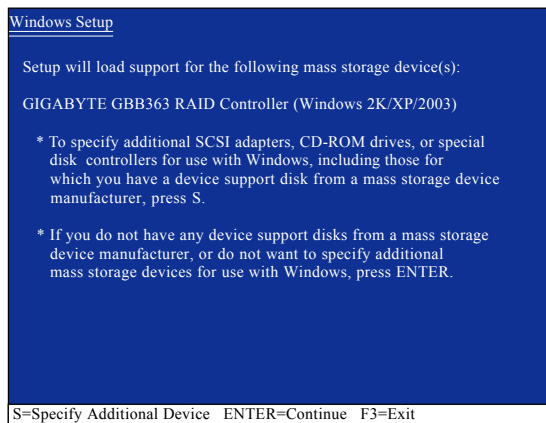 Windows Setup
Setup will load support for the following mass storage device(s):
GIGABYTE GBB363 RAID Controller (Windows 2K/XP/2003)
* To specify additional SCSI adapters, CD-ROM drives, or special
disk controllers for use with Windows, including those for
which you have a device support disk from a mass storage device
manufacturer, press S.
* If you do not have any device support disks from a mass storage
device manufacturer, or do not want to specify additional
mass storage devices for use with Windows, press ENTER.
S=Specify Additional Device ENTER=Continue F3=Exit